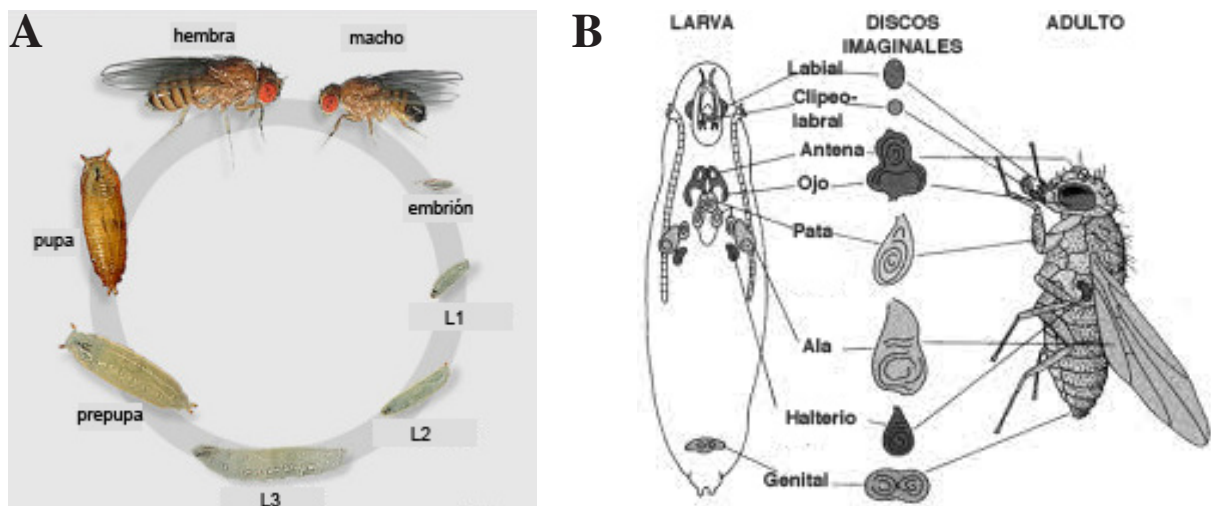 A
hembra
macho
embrión
L1
L2
L3
prepupa
pupa
B
LARVA
DISCOS
IMAGINALES
ADULTO
Labial
Clipeo-
labral
Antena
Ojo
Pata
Ala
Halterio
Genital